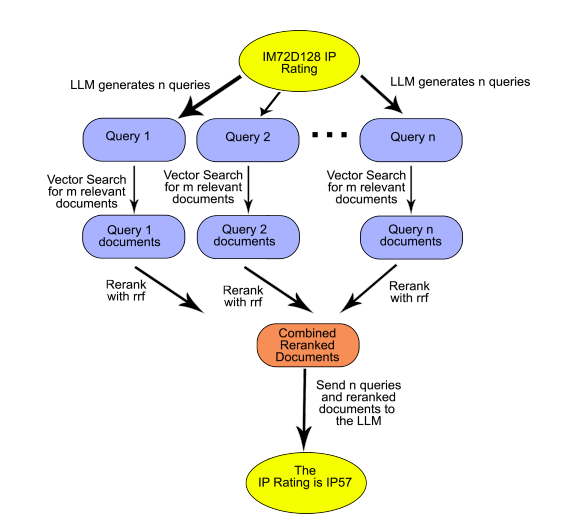 IM72D128 IP
Rating
LLM generates n queries
LLM generates n queries
Query 1
Query 2
Query n
Vector Search
for m relevant
documents
Vector Search
for m relevant
documents
Vector Search
for m relevant
documents
Query 1
documents
Query 2
documents
Query n
documents
Rerank
with rrf
Rerank
with rrf
Rerank
with rrf
Combined
Reranked
Documents
Send n queries
and reranked
documents to
the LLM
The
IP Rating is IP57